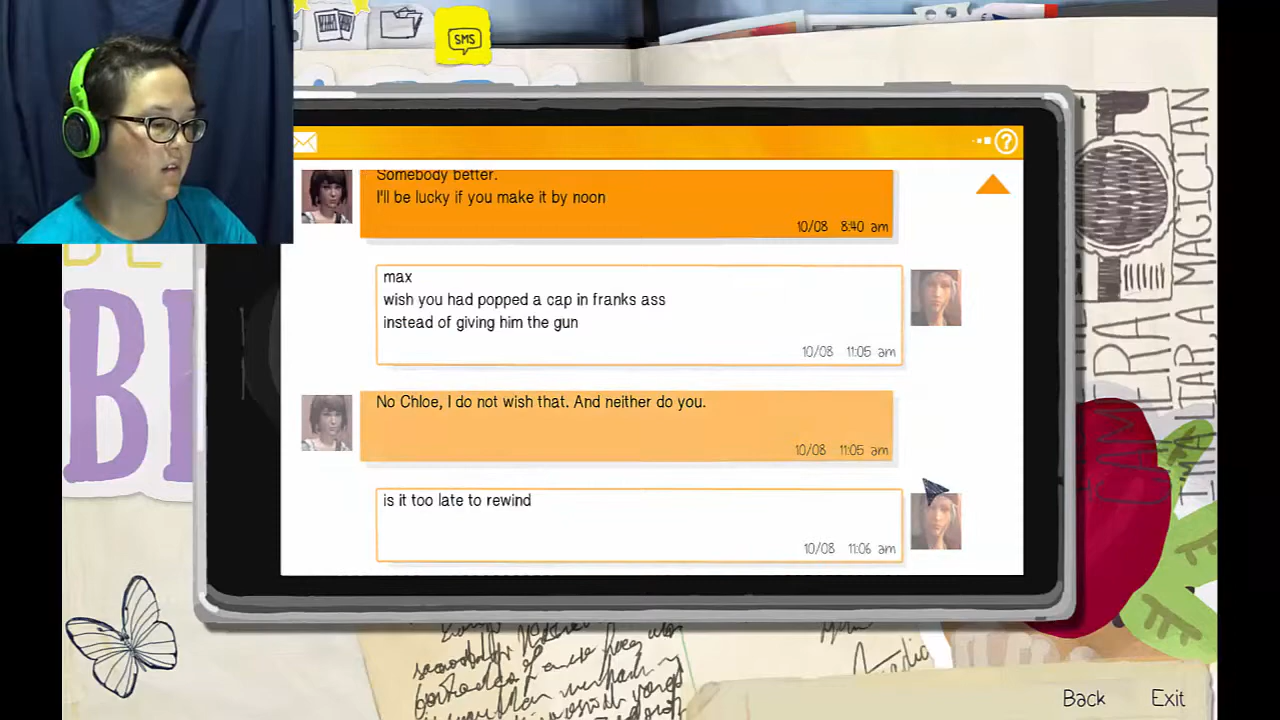 SMS
?
Somebody better.
I'll be lucky if you make it by noon
10/08 8:40 am
max
wish you had popped a cap in franks ass
instead of giving him the gun
10/08 11:05 am
No Chloe, I do not wish that. And neither do you.
10/08 11:05 am
is it too late to rewind
10/08 11:06 am
CAMERA
LIAR, A MAGICIAN
Back Exit